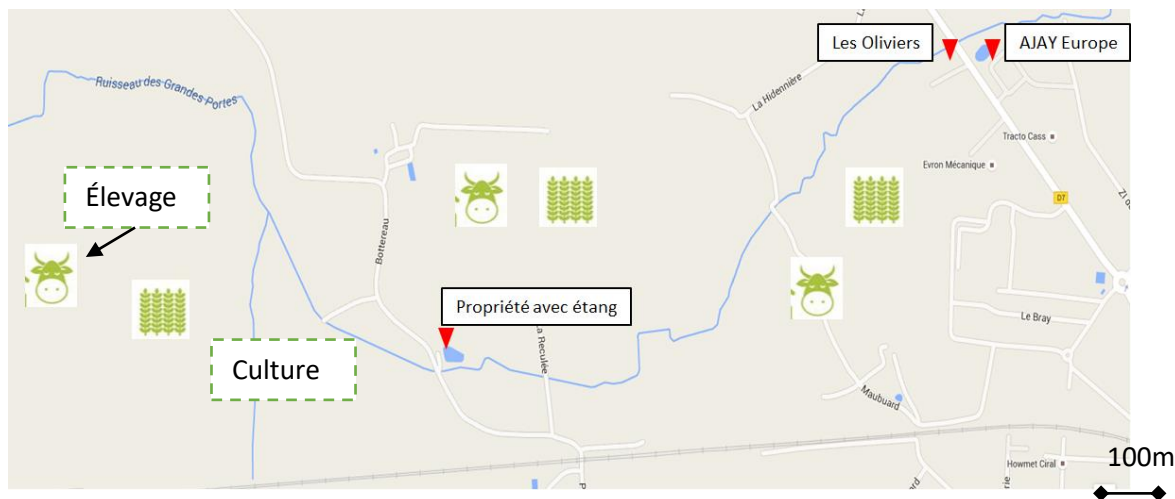 Les Oliviers
AJAY Europe
Ruisseau des Grandes Portes
La Hidennière
Tracto Cass
Evron Mécanique
D7
Élevage
Bottereau
Propriété avec étang
La Reculée
Le Bray
Culture
Maubuard
Howmet Ciral
100m